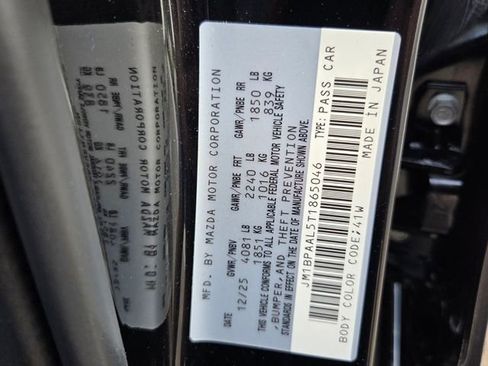 MFD. BY MAZDA MOTOR CORPORATION
DATE GVWR/PNBV GAWR/PNBE FRT GAWR/PNBE RR
12/25 4081 LB 2240 LB 1850 LB
1851 KG 1016 KG 839 KG
THIS VEHICLE CONFORMS TO ALL APPLICABLE FEDERAL MOTOR VEHICLE SAFETY
, BUMPER, AND THEFT PREVENTION
STANDARDS IN EFFECT ON THE DATE OF MANUFACTURE SHOWN ABOVE.
JM1BPAAL5T1865046 TYPE: PASS CAR
BODY COLOR CODE: 41W MADE IN JAPAN